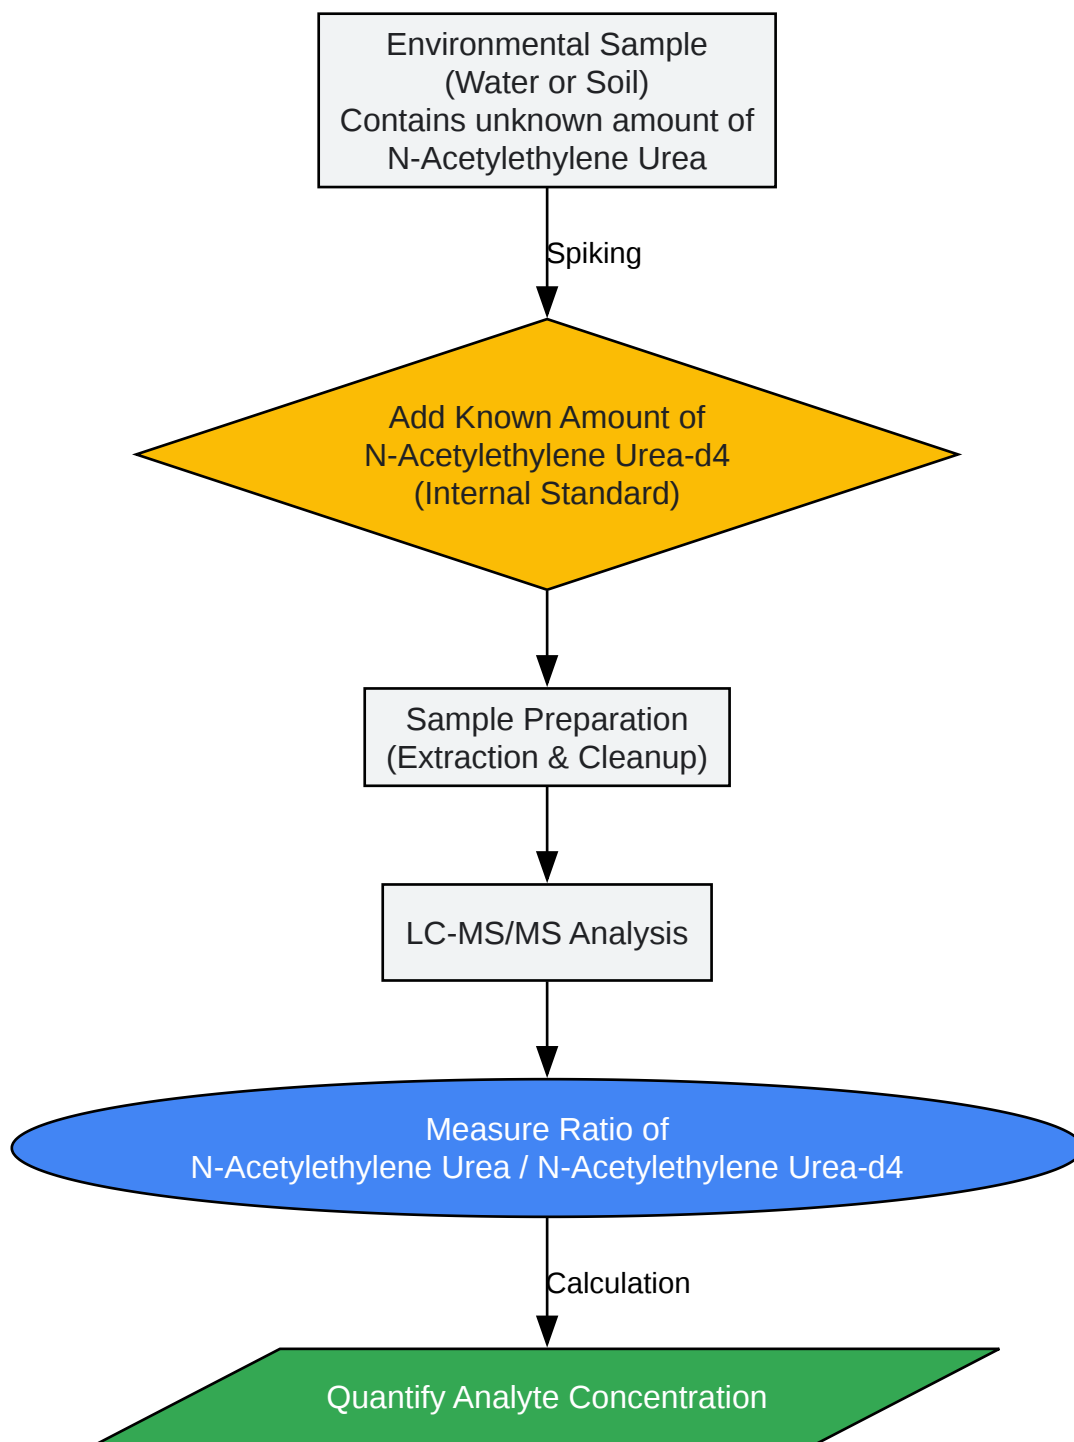 Environmental Sample
(Water or Soil)
Contains unknown amount of
N-Acetylethylene Urea
Spiking
Add Known Amount of
N-Acetylethylene Urea-d4
(Internal Standard)
Sample Preparation
(Extraction & Cleanup)
LC-MS/MS Analysis
Measure Ratio of
N-Acetylethylene Urea / N-Acetylethylene Urea-d4
Calculation
Quantify Analyte Concentration